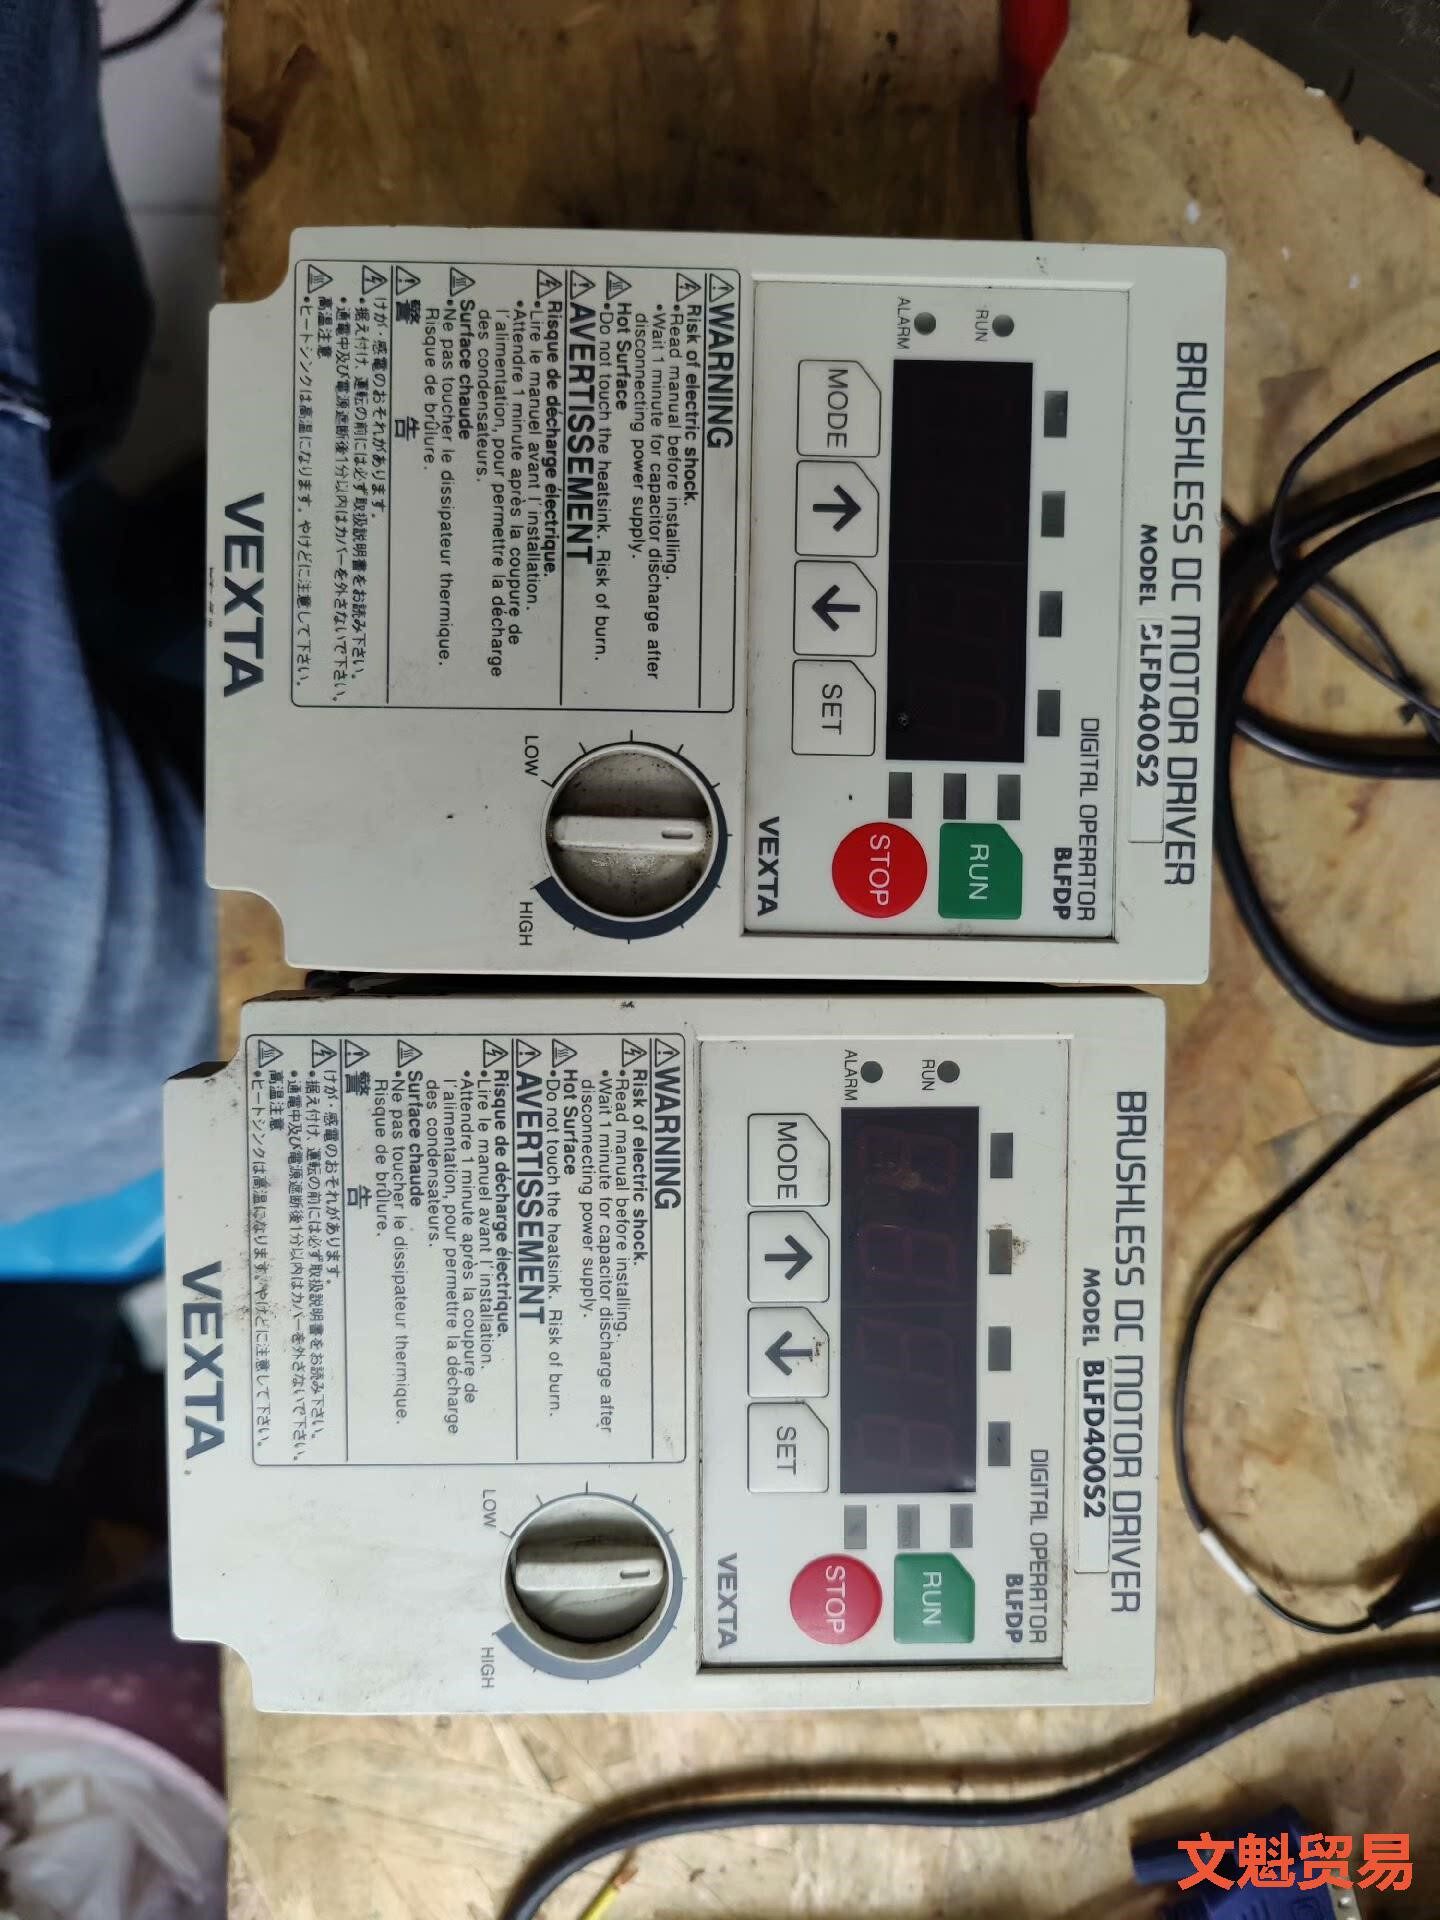 BRUSHLESS DC MOTOR DRIVER
MODEL BLFD400S2
DIGITAL OPERATOR
BLFDP
RUN
ALARM
MODE
SET
RUN
STOP
VEXTA
WARNING
Risk of electric shock.
•Read manual before installing.
•Wait 1 minute for capacitor discharge after
disconnecting power supply.
Hot Surface
•Do not touch the heatsink. Risk of burn.
AVERTISSEMENT
Risque de décharge électrique.
•Lire le manuel avant l'installation.
•Attendre 1 minute après la coupure de
l'alimentation, pour permettre la décharge
des condensateurs.
Surface chaude
•Ne pas toucher le dissipateur thermique.
Risque de brûlure.
警 告
けが・感電のおそれがあります。
•据え付け、運転の前には必ず取扱説明書をお読み下さい。
•通電中及び電源遮断後1分以内はカバーを外さないで下さい。
高温注意
•ヒートシンクは高温になります。やけどに注意して下さい。
LOW
HIGH
VEXTA
BRUSHLESS DC MOTOR DRIVER
MODEL BLFD400S2
DIGITAL OPERATOR
BLFDP
RUN
ALARM
MODE
SET
RUN
STOP
VEXTA
WARNING
Risk of electric shock.
•Read manual before installing.
•Wait 1 minute for capacitor discharge after
disconnecting power supply.
Hot Surface
•Do not touch the heatsink. Risk of burn.
AVERTISSEMENT
Risque de décharge électrique.
•Lire le manuel avant l'installation.
•Attendre 1 minute après la coupure de
l'alimentation, pour permettre la décharge
des condensateurs.
Surface chaude
•Ne pas toucher le dissipateur thermique.
Risque de brûlure.
警 告
けが・感電のおそれがあります。
•据え付け、運転の前には必ず取扱説明書をお読み下さい。
•通電中及び電源遮断後1分以内はカバーを外さないで下さい。
高温注意
•ヒートシンクは高温になります。やけどに注意して下さい。
LOW
HIGH
VEXTA
文魁贸易